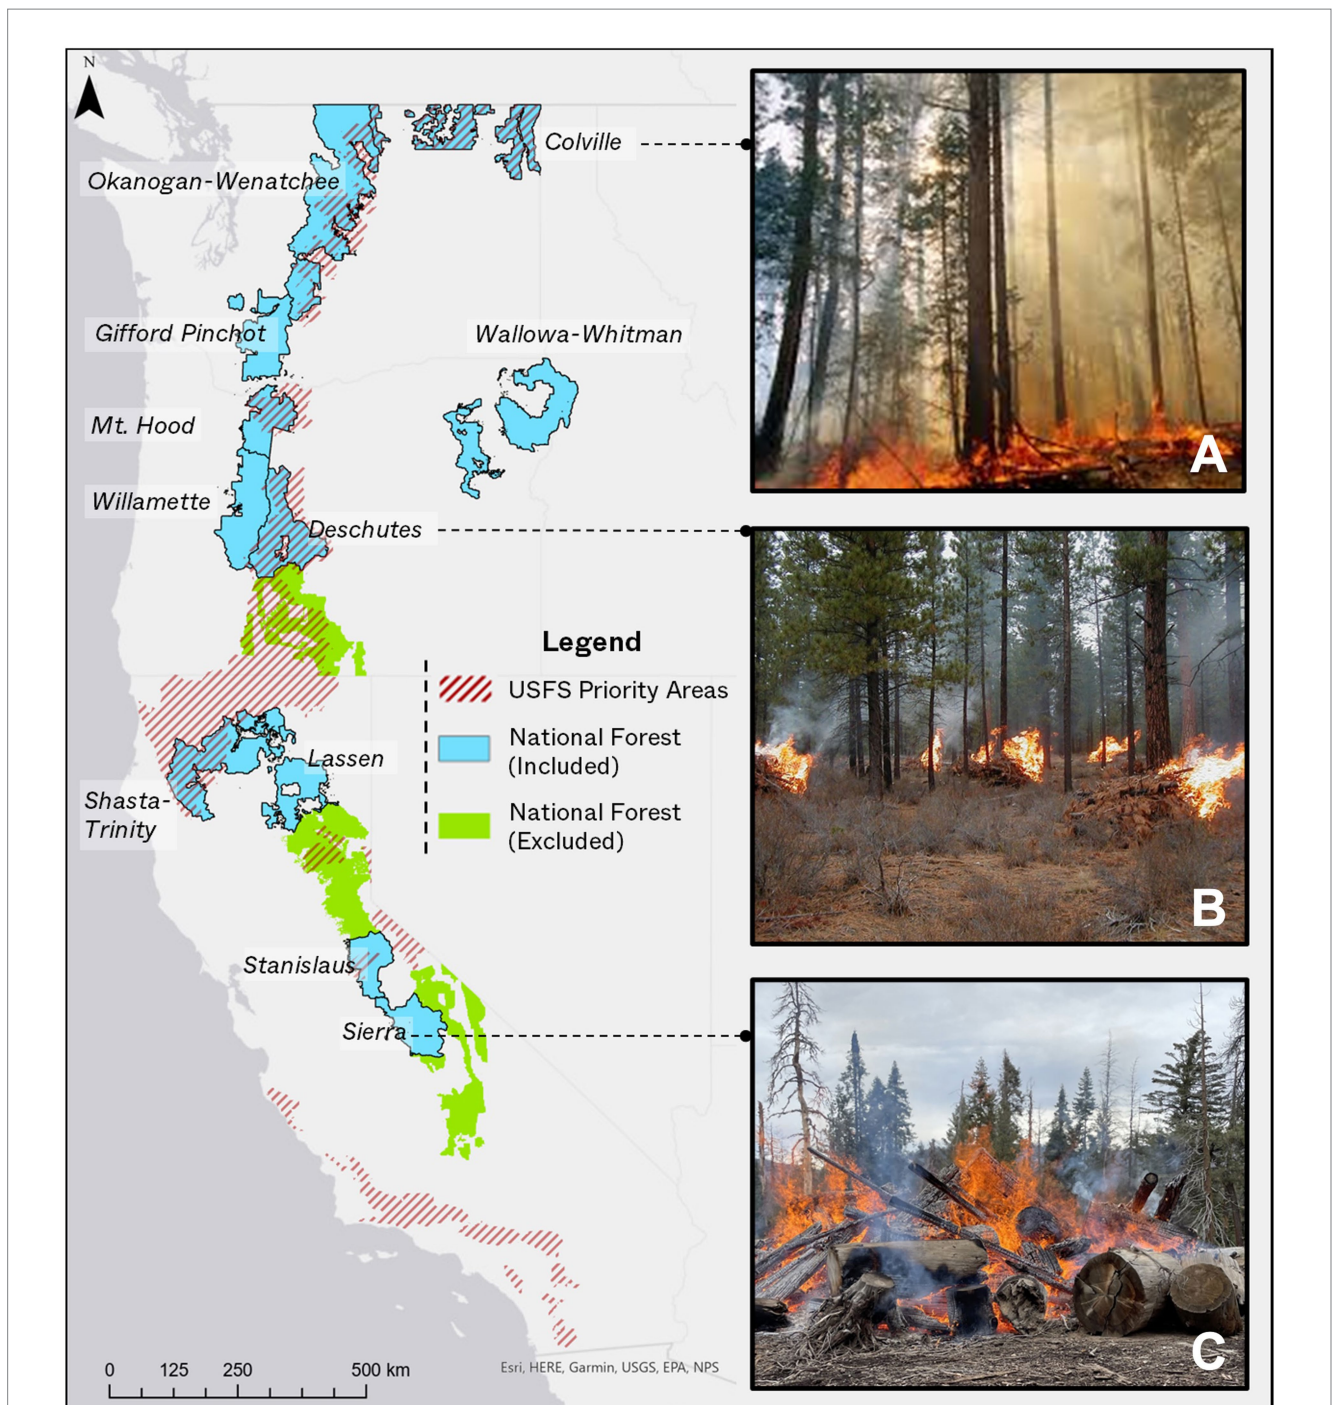 N
Colville
Okanogan-Wenatchee
Gifford Pinchot
Wallowa-Whitman
Mt. Hood
Willamette
Deschutes
Legend
USFS Priority Areas
National Forest
(Included)
National Forest
(Excluded)
Lassen
Shasta-
Trinity
Stanislaus
Sierra
0 125 250 500 km
Esri, HERE, Garmin, USGS, EPA, NPS
A
B
C